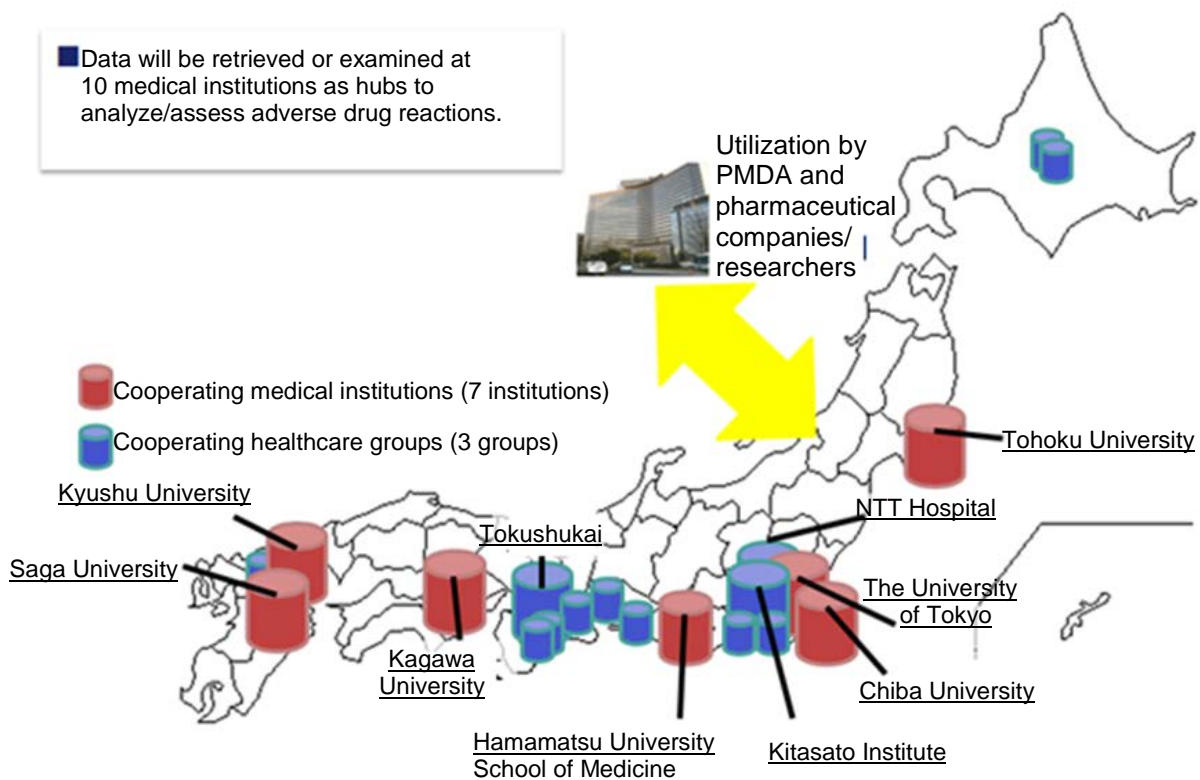 Data will be retrieved or examined at
10 medical institutions as hubs to
analyze/assess adverse drug reactions.
Utilization by
PMDA and
pharmaceutical
companies/
researchers
Cooperating medical institutions (7 institutions)
Cooperating healthcare groups (3 groups)
Tohoku University
Kyushu University
NTT Hospital
Tokushukai
Saga University
The University
of Tokyo
Kagawa
University
Chiba University
Hamamatsu University
School of Medicine
Kitasato Institute